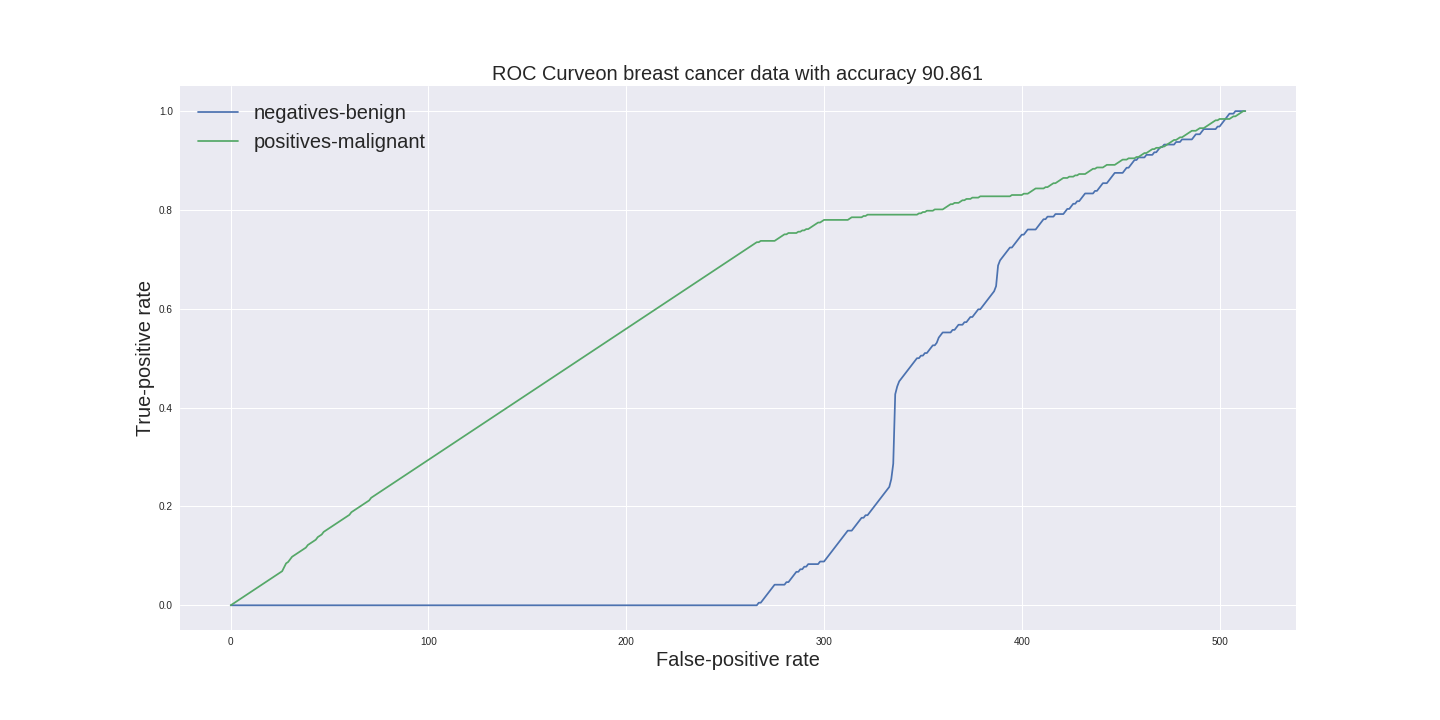 ROC Curveon breast cancer data with accuracy 90.861
negatives-benign
positives-malignant
True-positive rate
1.0
0.8
0.6
0.4
0.2
0.0
0 100 200 300 400 500
False-positive rate